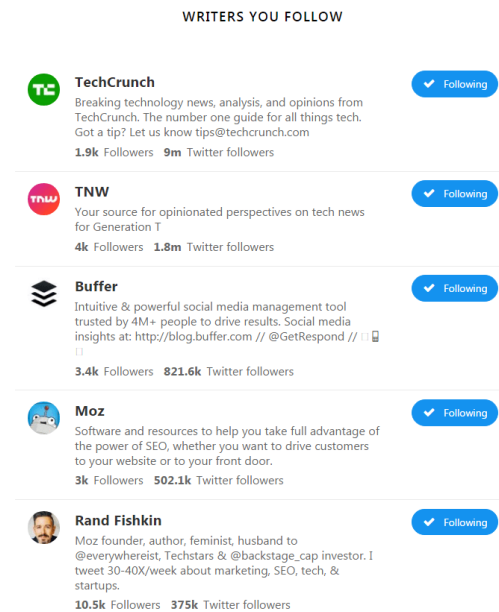 WRITERS YOU FOLLOW
TechCrunch
Following
Breaking technology news, analysis, and opinions from
TechCrunch. The number one guide for all things tech.
Got a tip? Let us know tips@techcrunch.com
1.9k Followers 9m Twitter followers
TNW
TNW
Following
Your source for opinionated perspectives on tech news
for Generation T
4k Followers 1.8m Twitter followers
Buffer
Following
Intuitive & powerful social media management tool
trusted by 4M+ people to drive results. Social media
insights at: http://blog.buffer.com // @GetRespond //
3.4k Followers 821.6k Twitter followers
Moz
Following
Software and resources to help you take full advantage of
the power of SEO, whether you want to drive customers
to your website or to your front door.
3k Followers 502.1k Twitter followers
Rand Fishkin
Following
Moz founder, author, feminist, husband to
@everywhereist, Techstars & @backstage_cap investor. I
tweet 30-40X/week about marketing, SEO, tech, &
startups.
10.5k Followers 375k Twitter followers